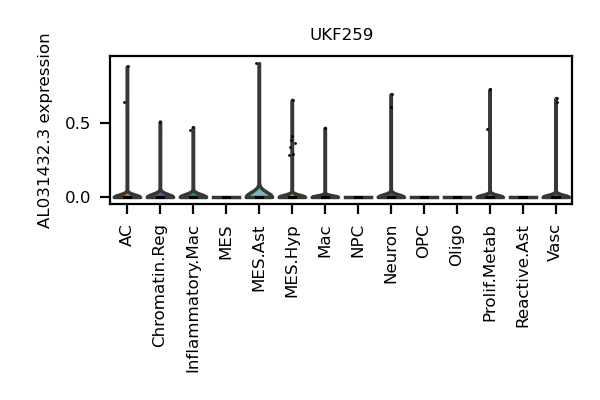 UKF259
AL031432.3 expression
0.5
0.0
AC
Chromatin.Reg
Inflammatory.Mac
MES
MES.Ast
MES.Hyp
Mac
NPC
Neuron
OPC
Oligo
Prolif.Metab
Reactive.Ast
Vasc